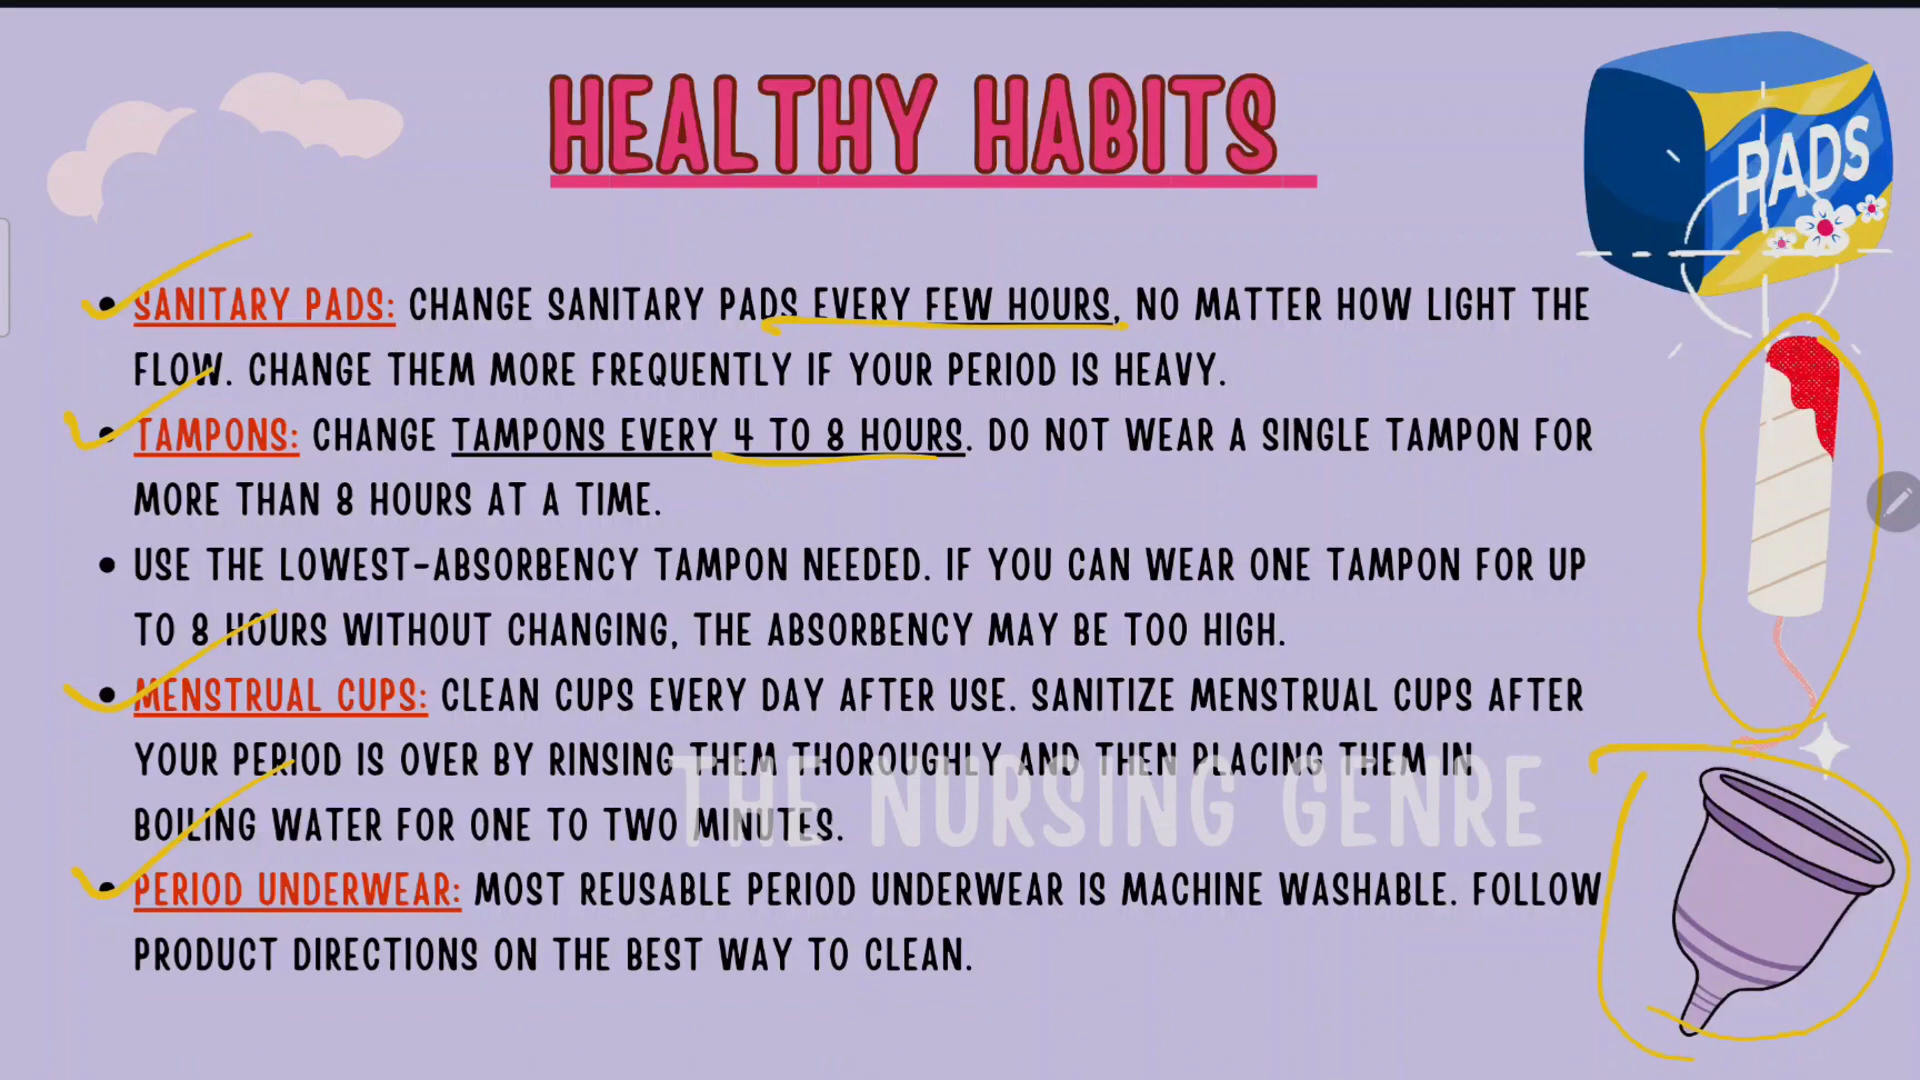 HEALTHY HABITS
PADS
• SANITARY PADS: CHANGE SANITARY PADS EVERY FEW HOURS, NO MATTER HOW LIGHT THE
FLOW. CHANGE THEM MORE FREQUENTLY IF YOUR PERIOD IS HEAVY.
• TAMPONS: CHANGE TAMPONS EVERY 4 TO 8 HOURS. DO NOT WEAR A SINGLE TAMPON FOR
MORE THAN 8 HOURS AT A TIME.
• USE THE LOWEST-ABSORBENCY TAMPON NEEDED. IF YOU CAN WEAR ONE TAMPON FOR UP
TO 8 HOURS WITHOUT CHANGING, THE ABSORBENCY MAY BE TOO HIGH.
• MENSTRUAL CUPS: CLEAN CUPS EVERY DAY AFTER USE. SANITIZE MENSTRUAL CUPS AFTER
YOUR PERIOD IS OVER BY RINSING THEM THOROUGHLY AND THEN PLACING THEM IN
BOILING WATER FOR ONE TO TWO MINUTES.
THE NURSING GENRE
• PERIOD UNDERWEAR: MOST REUSABLE PERIOD UNDERWEAR IS MACHINE WASHABLE. FOLLOW
PRODUCT DIRECTIONS ON THE BEST WAY TO CLEAN.